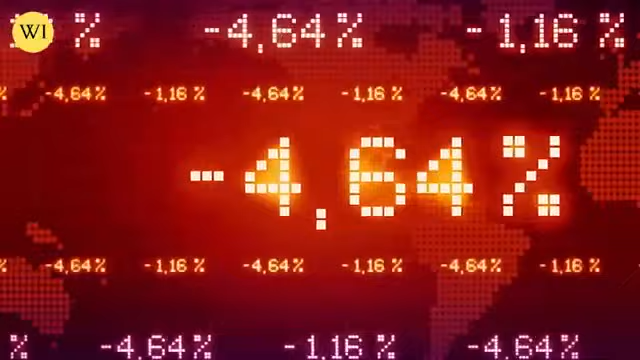 WI
% -4,64% -1,16%
-4,64% -1,16% -4,64% -1,16% -4,64% -1,16%
-4,64%
-4,64% -1,16% -4,64% -1,16% -4,64% -1,16%
% -4,64% -1,16% -4,64%